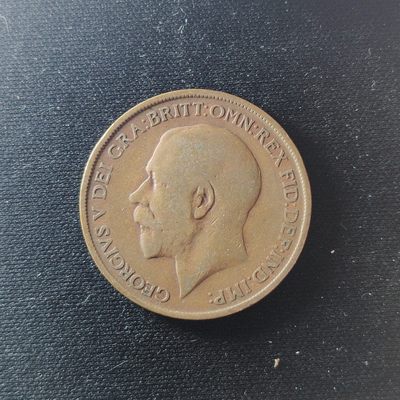 GEORGIVS V DEI GRA:BRITT:OMN:REX FID:DEF:IND:IMP: